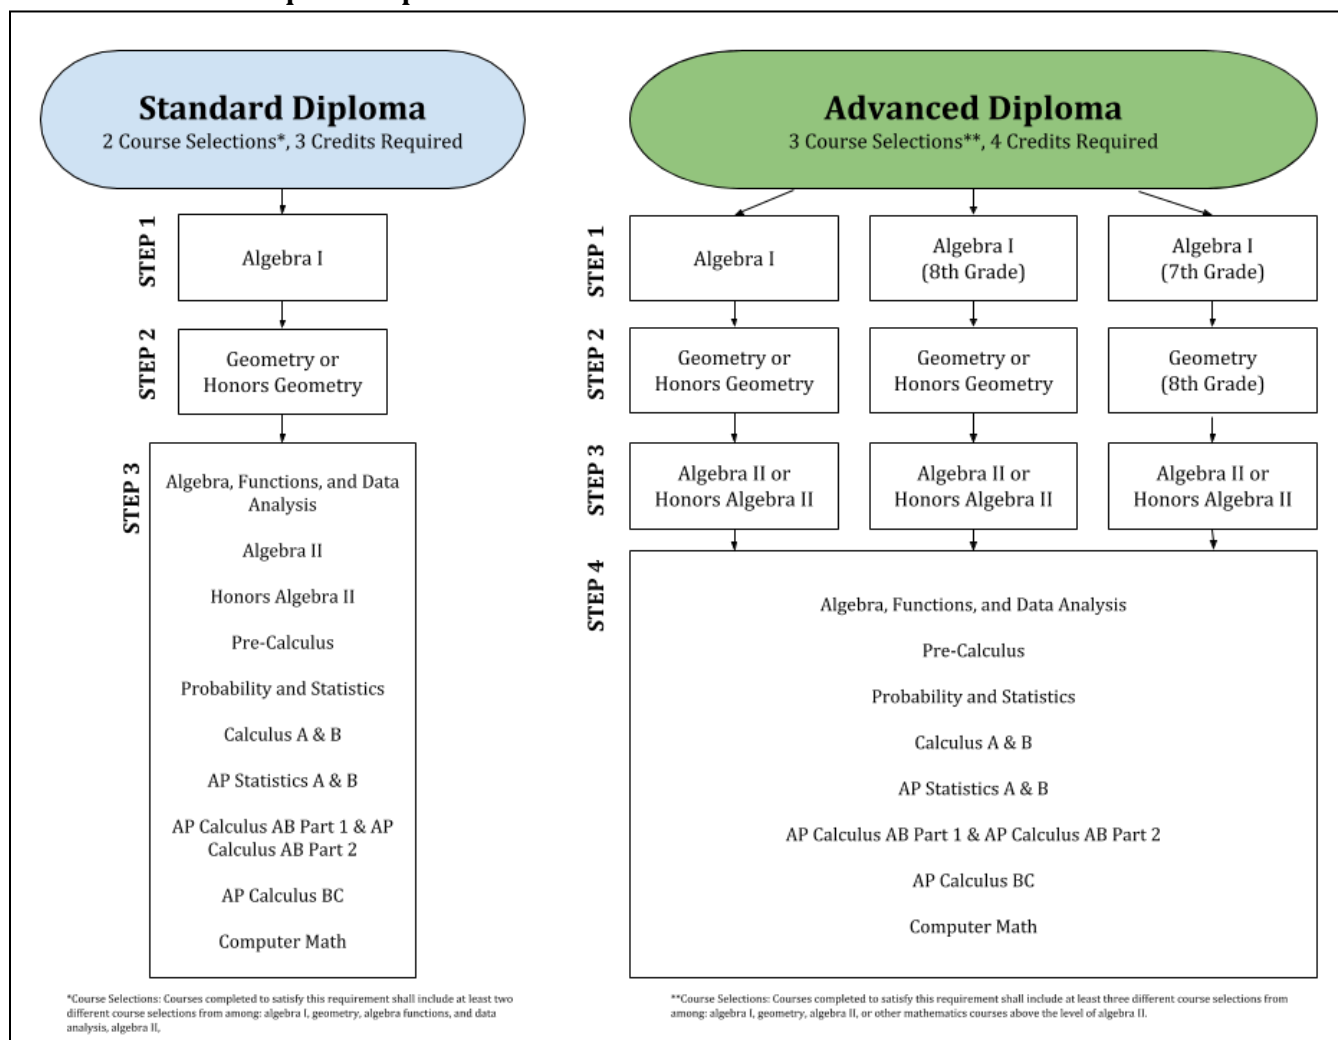 Standard Diploma
2 Course Selections*, 3 Credits Required
STEP 1
Algebra I
STEP 2
Geometry or
Honors Geometry
STEP 3
Algebra, Functions, and Data
Analysis
Algebra II
Honors Algebra II
Pre-Calculus
Probability and Statistics
Calculus A & B
AP Statistics A & B
AP Calculus AB Part 1 & AP
Calculus AB Part 2
AP Calculus BC
Computer Math
*Course Selections: Courses completed to satisfy this requirement shall include at least two
different course selections from among: algebra I, geometry, algebra functions, and data
analysis, algebra II,
Advanced Diploma
3 Course Selections**, 4 Credits Required
STEP 1
Algebra I
Algebra I
(8th Grade)
Algebra I
(7th Grade)
STEP 2
Geometry or
Honors Geometry
Geometry or
Honors Geometry
Geometry
(8th Grade)
STEP 3
Algebra II or
Honors Algebra II
Algebra II or
Honors Algebra II
Algebra II or
Honors Algebra II
STEP 4
Algebra, Functions, and Data Analysis
Pre-Calculus
Probability and Statistics
Calculus A & B
AP Statistics A & B
AP Calculus AB Part 1 & AP Calculus AB Part 2
AP Calculus BC
Computer Math
**Course Selections: Courses completed to satisfy this requirement shall include at least three different course selections from
among: algebra I, geometry, algebra II, or other mathematics courses above the level of algebra II.